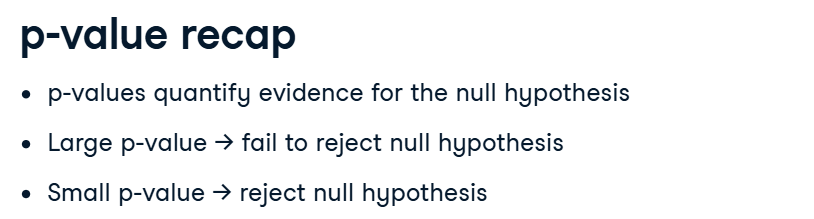 p-value recap
• p-values quantify evidence for the null hypothesis
• Large p-value → fail to reject null hypothesis
• Small p-value → reject null hypothesis